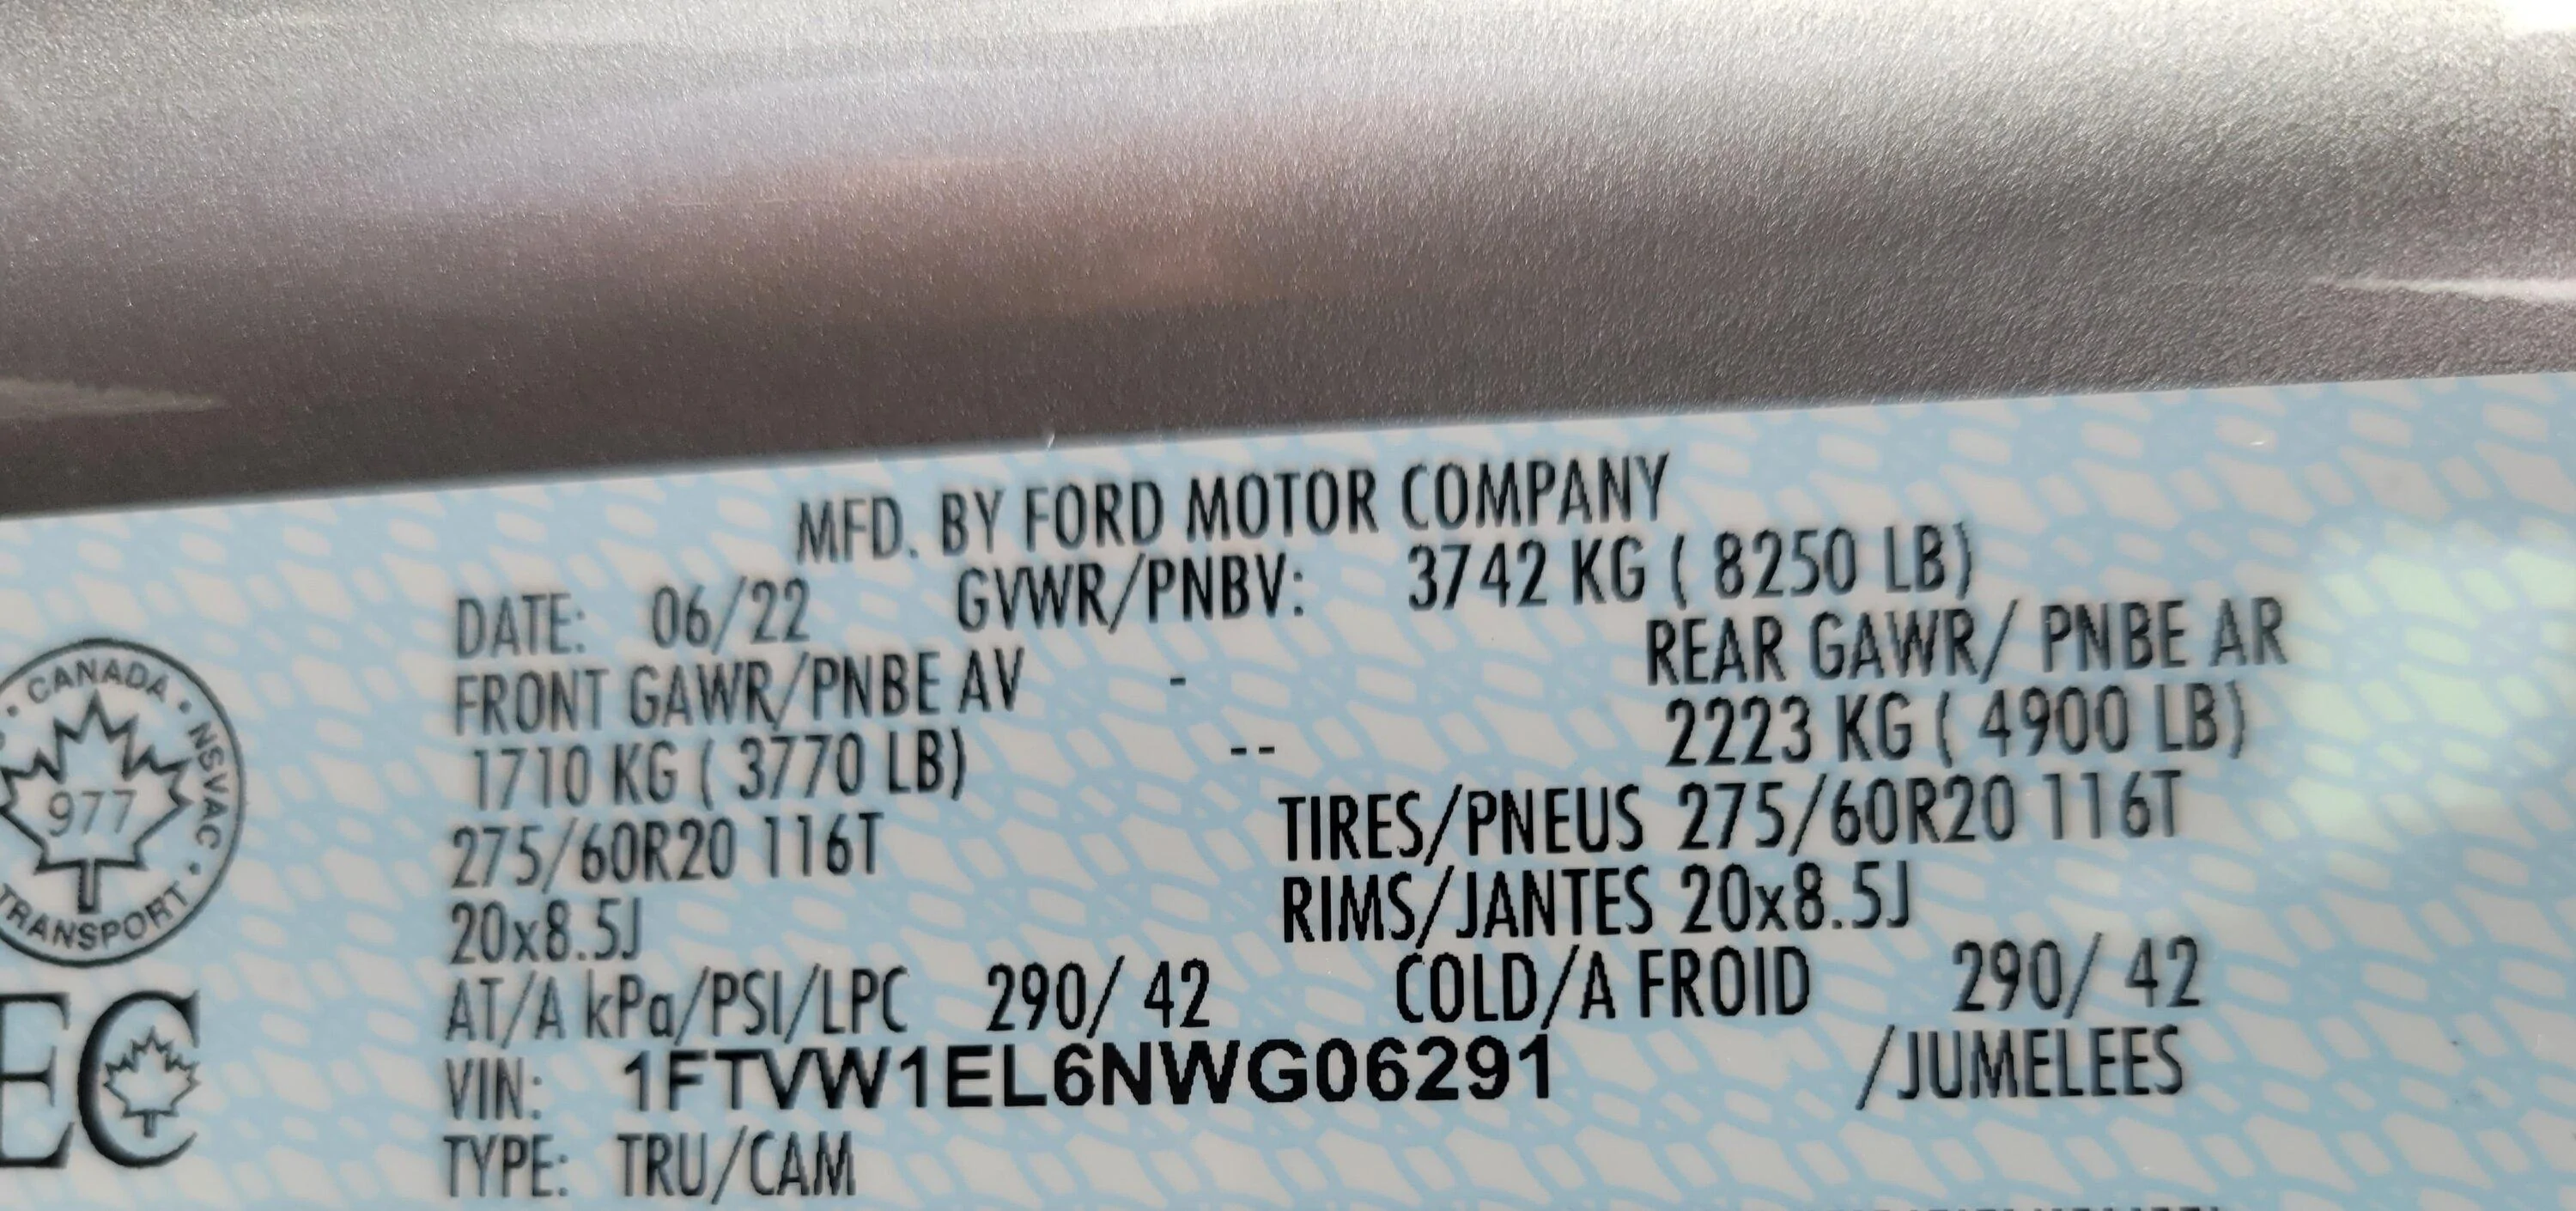 MFD. BY FORD MOTOR COMPANY
DATE: 06/22 GVWR/PNBV: 3742 KG ( 8250 LB)
FRONT GAWR/PNBE AV - REAR GAWR/ PNBE AR
1710 KG ( 3770 LB) -- 2223 KG ( 4900 LB)
275/60R20 116T TIRES/PNEUS 275/60R20 116T
20x8.5J RIMS/JANTES 20x8.5J
AT/A kPa/PSI/LPC 290/ 42 COLD/A FROID 290/ 42
VIN: 1FTVW1EL6NWG06291 /JUMELEES
TYPE: TRU/CAM
• CANADA • NSVAC • TRANSPORT
977
EC